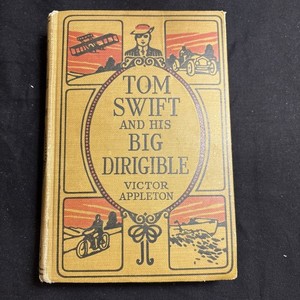 TOM
SWIFT
AND HIS
BIG
DIRIGIBLE
VICTOR
APPLETON